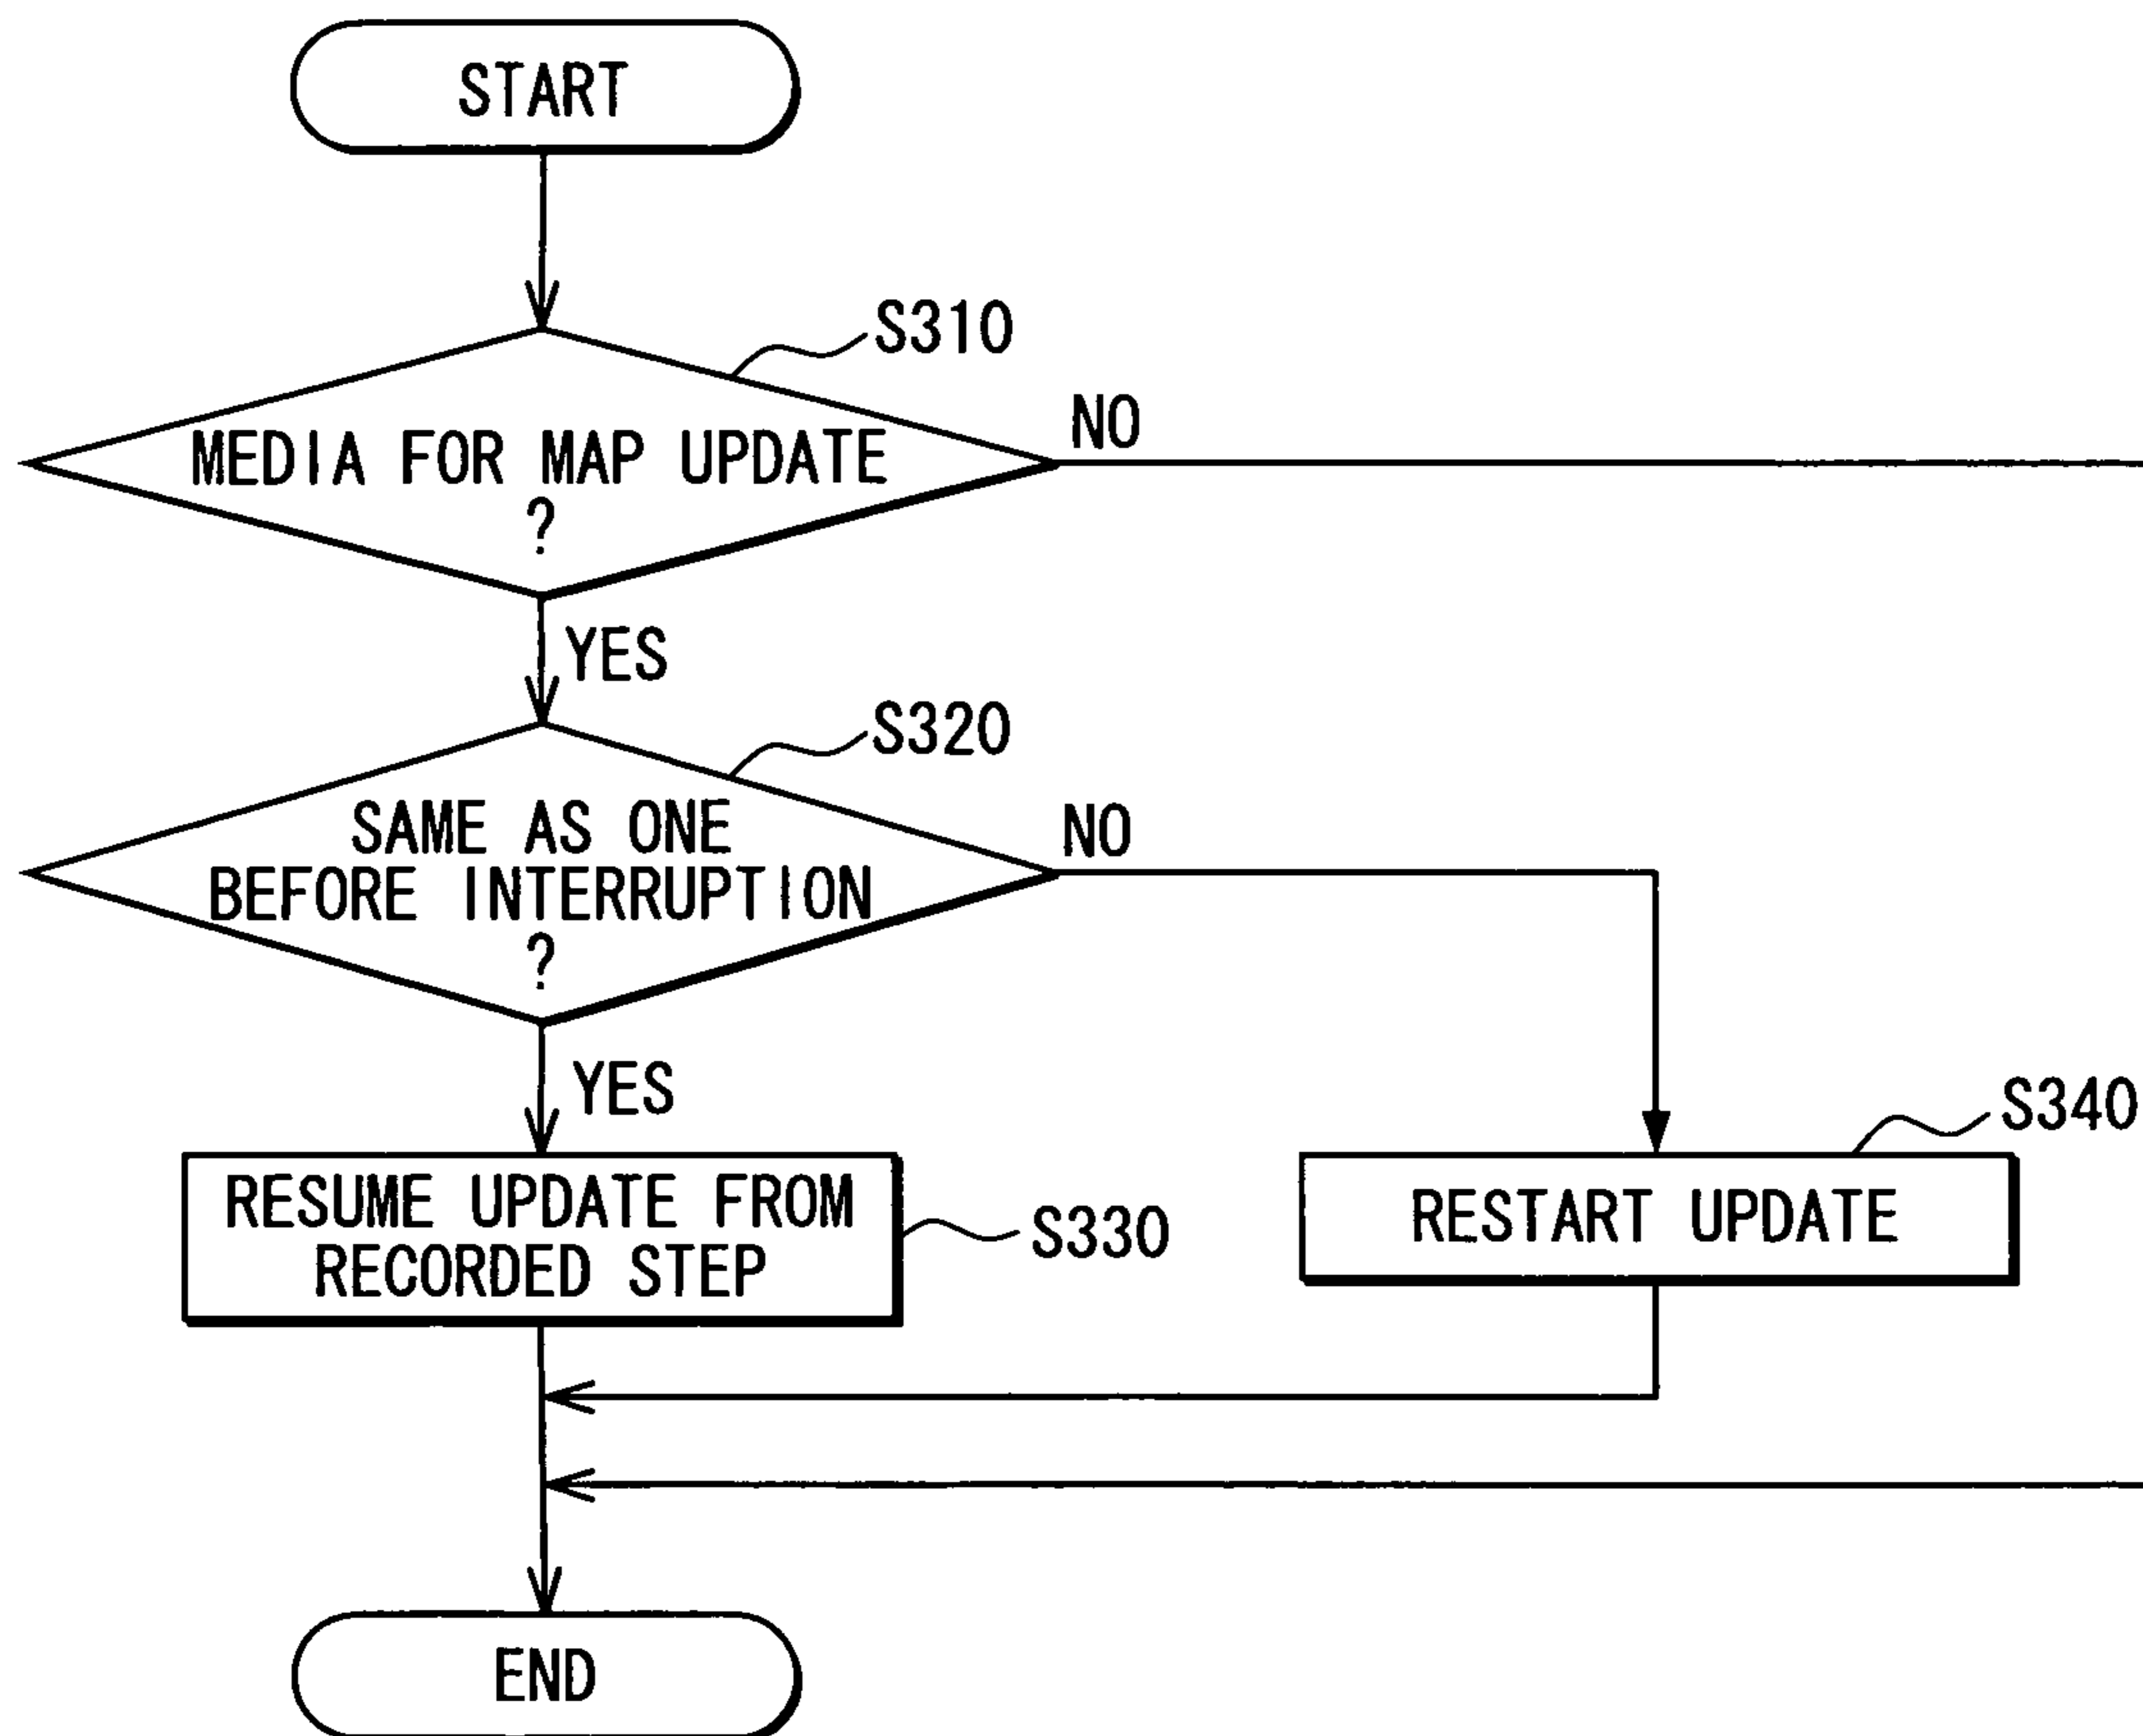 START
S310
NO
MEDIA FOR MAP UPDATE
?
YES
S320
SAME AS ONE
BEFORE INTERRUPTION
?
NO
YES
S340
RESUME UPDATE FROM
RECORDED STEP
S330
RESTART UPDATE
END